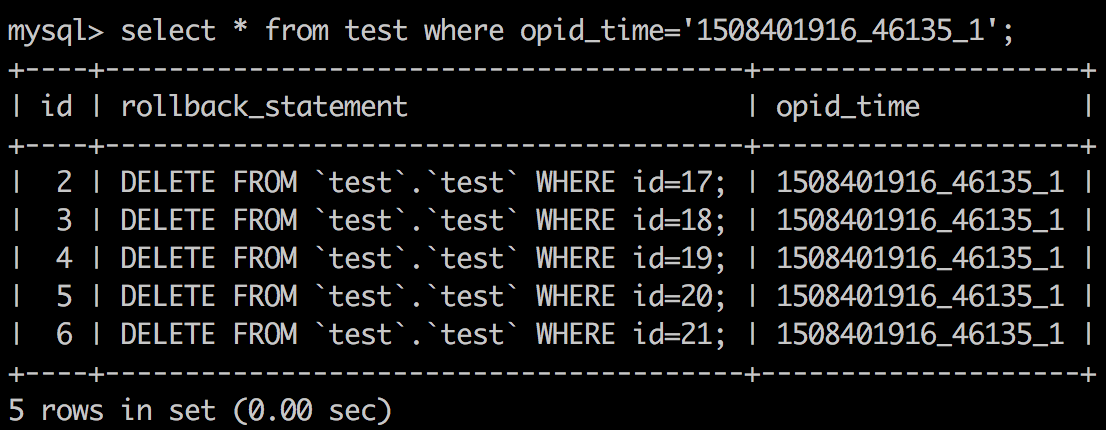 mysql> select * from test where opid_time='1508401916_46135_1';
+----+-----------------------------------------+--------------------+
| id | rollback_statement                      | opid_time          |
+----+-----------------------------------------+--------------------+
|  2 | DELETE FROM `test`.`test` WHERE id=17; | 1508401916_46135_1 |
|  3 | DELETE FROM `test`.`test` WHERE id=18; | 1508401916_46135_1 |
|  4 | DELETE FROM `test`.`test` WHERE id=19; | 1508401916_46135_1 |
|  5 | DELETE FROM `test`.`test` WHERE id=20; | 1508401916_46135_1 |
|  6 | DELETE FROM `test`.`test` WHERE id=21; | 1508401916_46135_1 |
+----+-----------------------------------------+--------------------+
5 rows in set (0.00 sec)